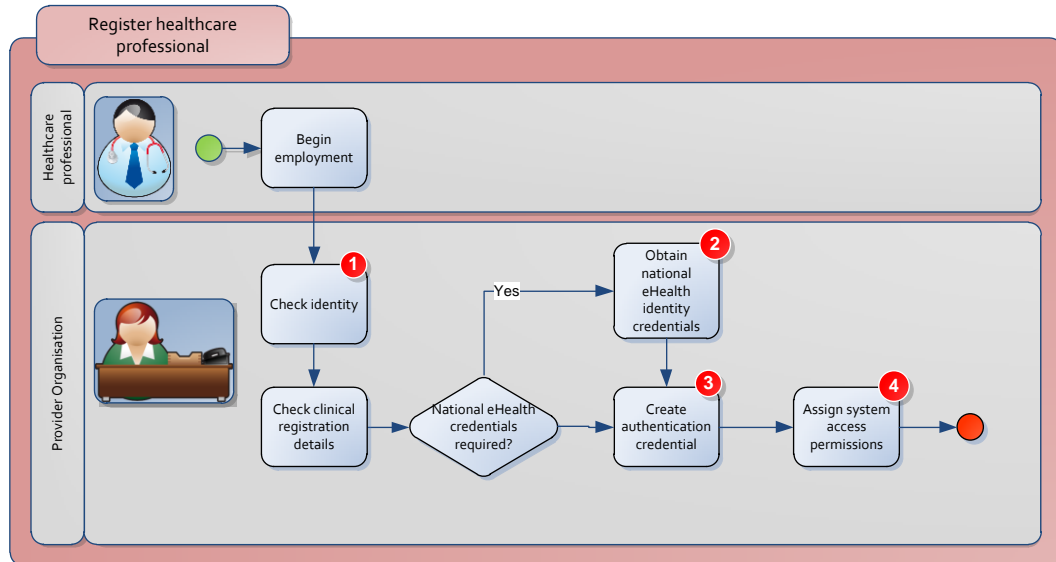 Register healthcare
professional
Healthcare
professional
Begin
employment
Provider Organisation
1
Check identity
Check clinical
registration
details
National eHealth
credentials
required?
Yes
2
Obtain
national
eHealth
identity
credentials
3
Create
authentication
credential
4
Assign system
access
permissions